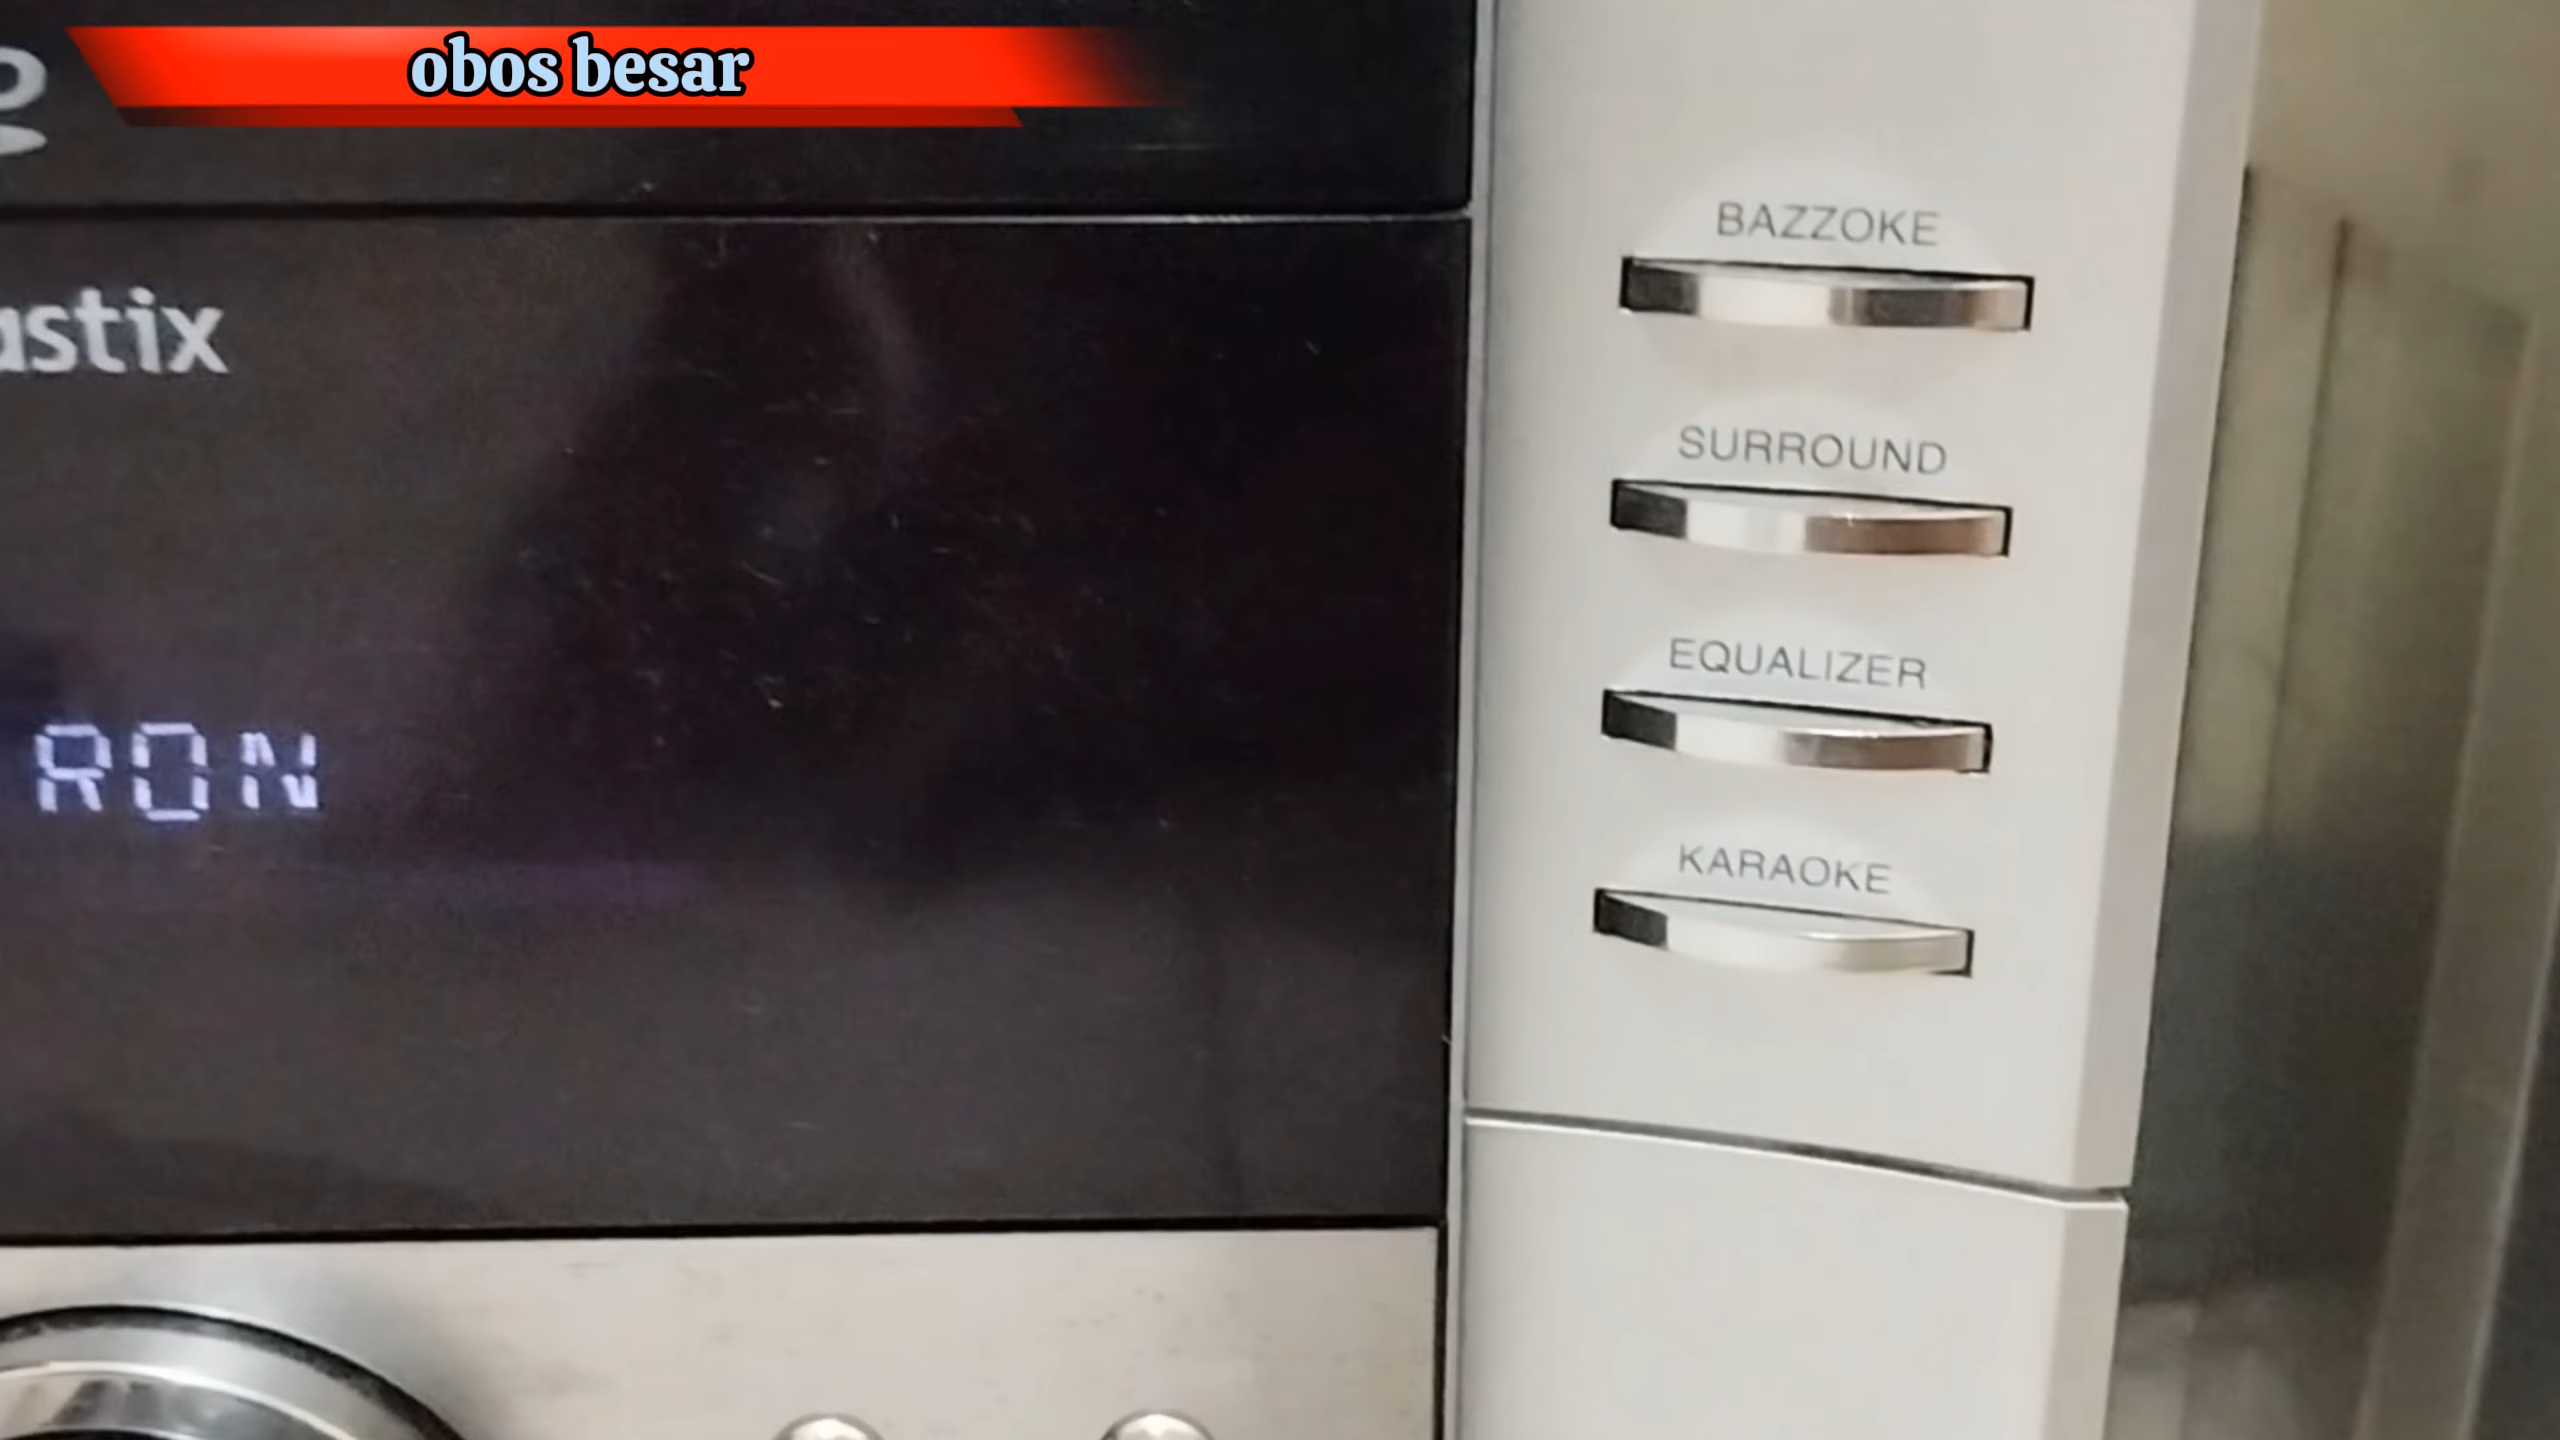 obos besar
BAZZOKE
astix
SURROUND
EQUALIZER
RON
KARAOKE